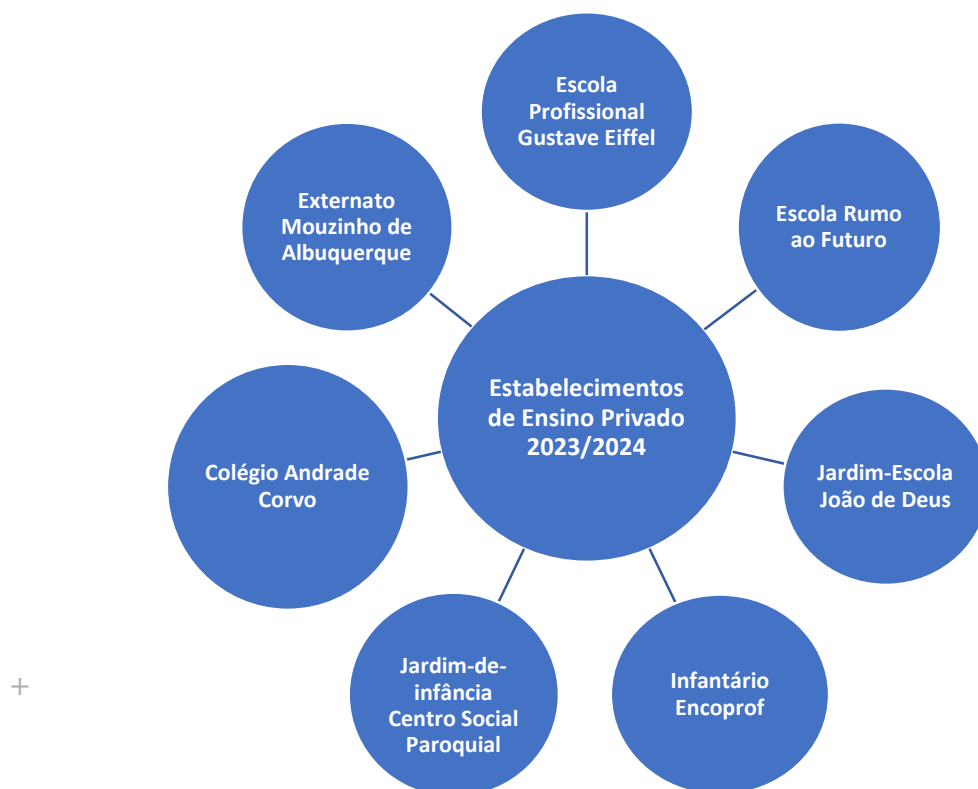 Escola
Profissional
Gustave Eiffel
Externato
Mouzinho de
Albuquerque
Escola Rumo
ao Futuro
Estabelecimentos
de Ensino Privado
2023/2024
Colégio Andrade
Corvo
Jardim-Escola
João de Deus
Jardim-de-
infância
Centro Social
Paroquial
Infantário
Encoprof